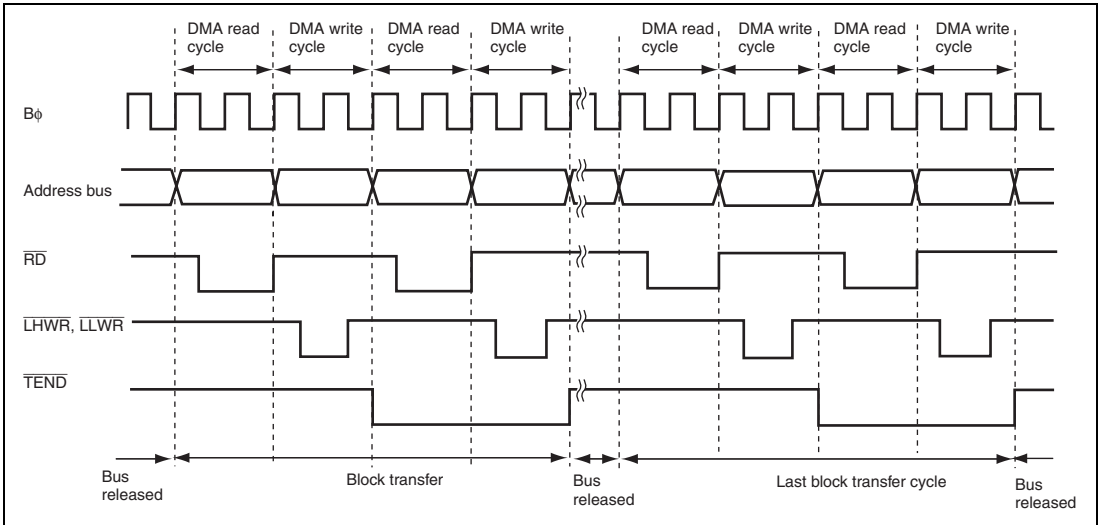 DMA read cycle
DMA write cycle
DMA read cycle
DMA write cycle
DMA read cycle
DMA write cycle
DMA read cycle
DMA write cycle
Bϕ
Address bus
RD
LHWR, LLWR
TEND
Bus released
Block transfer
Bus released
Last block transfer cycle
Bus released